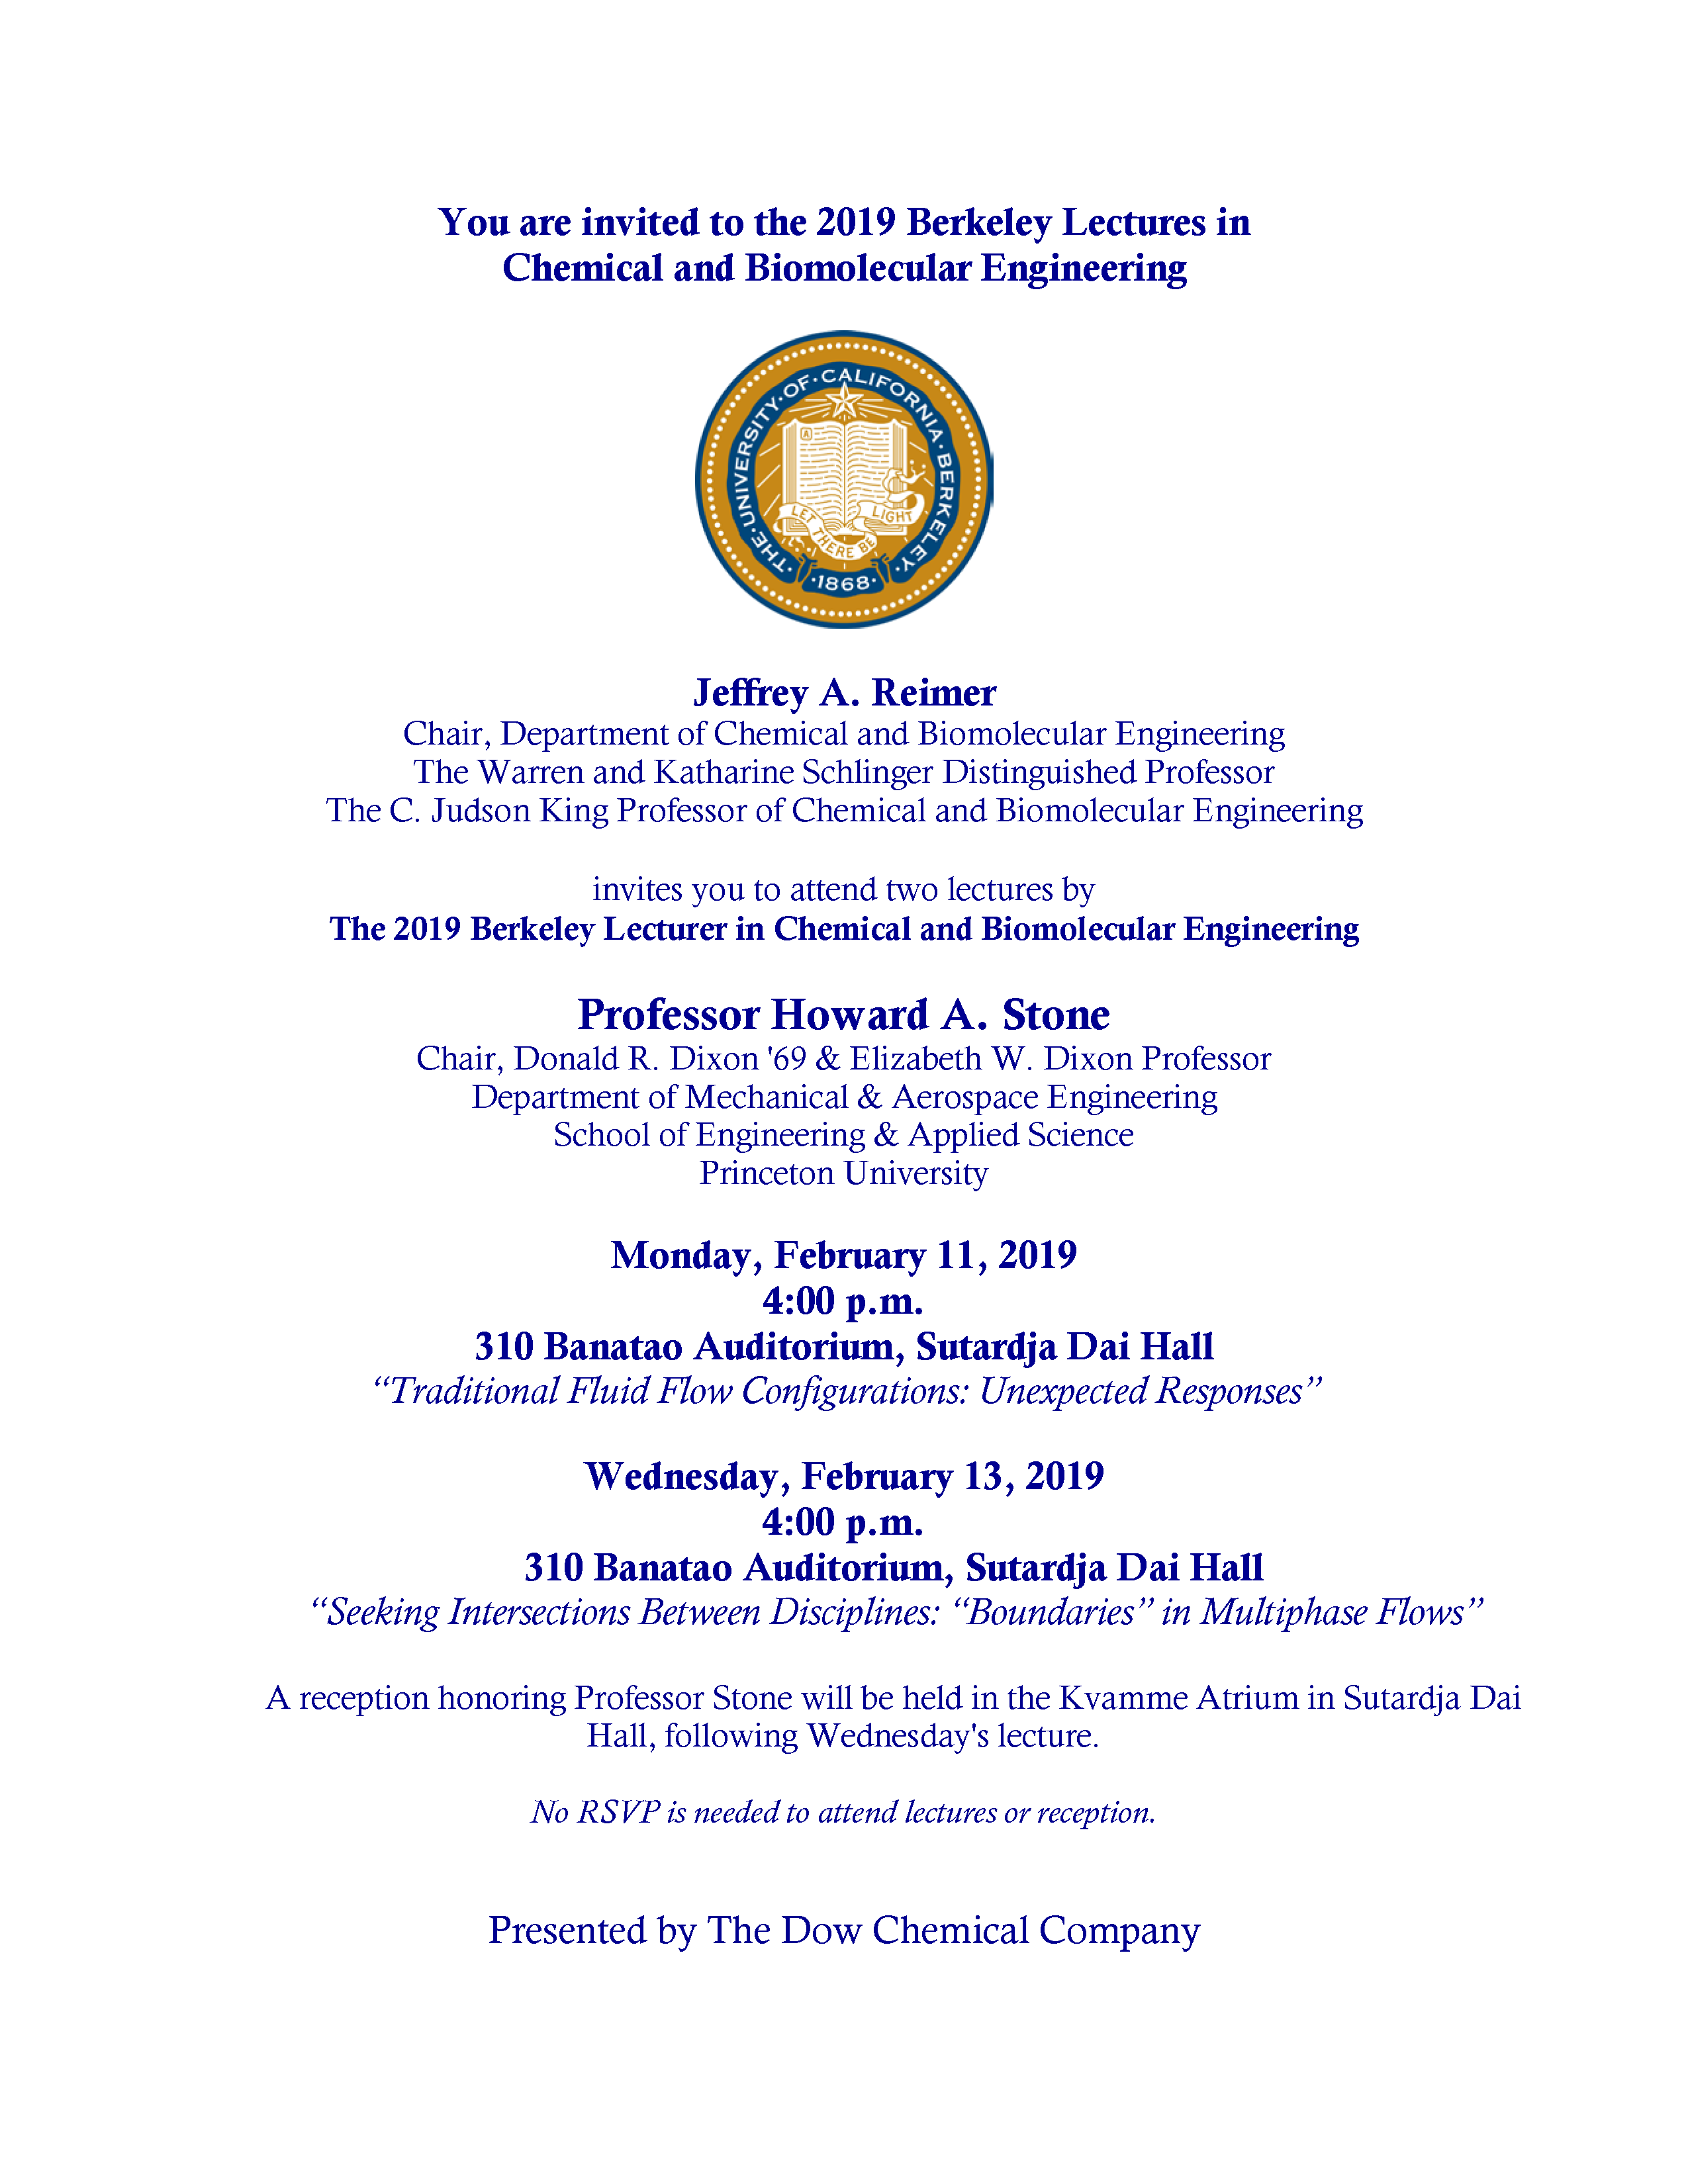 You are invited to the 2019 Berkeley Lectures in
Chemical and Biomolecular Engineering
THE·UNIVERSITY·OF·CALIFORNIA·BERKELEY
A
LET THERE BE LIGHT
·1868·
Jeffrey A. Reimer
Chair, Department of Chemical and Biomolecular Engineering
The Warren and Katharine Schlinger Distinguished Professor
The C. Judson King Professor of Chemical and Biomolecular Engineering
invites you to attend two lectures by
The 2019 Berkeley Lecturer in Chemical and Biomolecular Engineering
Professor Howard A. Stone
Chair, Donald R. Dixon '69 & Elizabeth W. Dixon Professor
Department of Mechanical & Aerospace Engineering
School of Engineering & Applied Science
Princeton University
Monday, February 11, 2019
4:00 p.m.
310 Banatao Auditorium, Sutardja Dai Hall
“Traditional Fluid Flow Configurations: Unexpected Responses”
Wednesday, February 13, 2019
4:00 p.m.
310 Banatao Auditorium, Sutardja Dai Hall
“Seeking Intersections Between Disciplines: “Boundaries” in Multiphase Flows”
A reception honoring Professor Stone will be held in the Kvamme Atrium in Sutardja Dai
Hall, following Wednesday's lecture.
No RSVP is needed to attend lectures or reception.
Presented by The Dow Chemical Company